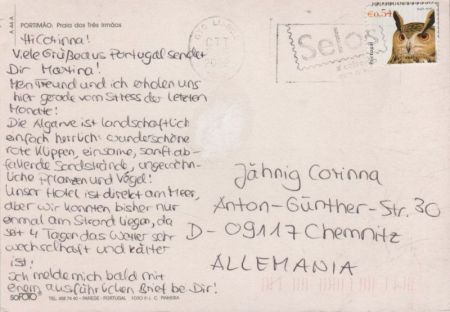 PORTIMÃO: Praia dos Três Irmãos
Hi Corinna!
Viele Grüße aus Portugal sendet
Dir Martina!
Mein Freund und ich erholen uns
hier gerade vom Stress der letzten
Monate!
Die Algarve ist landschaftlich
einfach herrlich: wunderschöne
rote Klippen, einsame, sanft ab-
fallende Sandstrände, ungewöhn-
liche Pflanzen und Vögel!
Unser Hotel ist direkt am Meer,
aber wir konnten bisher nur
einmal am Strand liegen, da
seit 4 Tagen das Wetter sehr
wechselhaft und kälter
ist!
Ich melde mich bald mit
einem ausführlichen Brief bei Dir!
SOFOTO
PAREDE - PORTUGAL
Selos
€0,54
Jähnig Corinna
Anton-Günther-Str. 30
D-09117 Chemnitz
ALLEMANIA